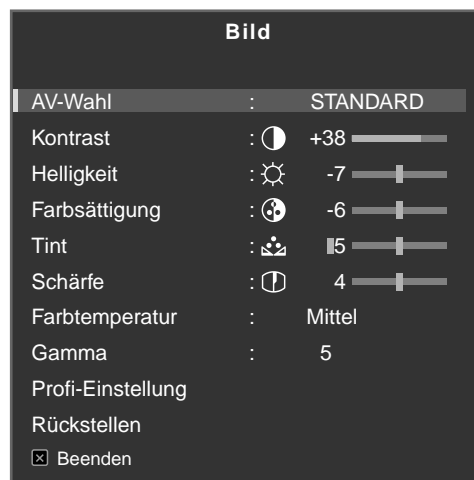 Bild
AV-Wahl : STANDARD
Kontrast : +38
Helligkeit : -7
Farbsättigung : -6
Tint : 5
Schärfe : 4
Farbtemperatur : Mittel
Gamma : 5
Profi-Einstellung
Rückstellen
Beenden